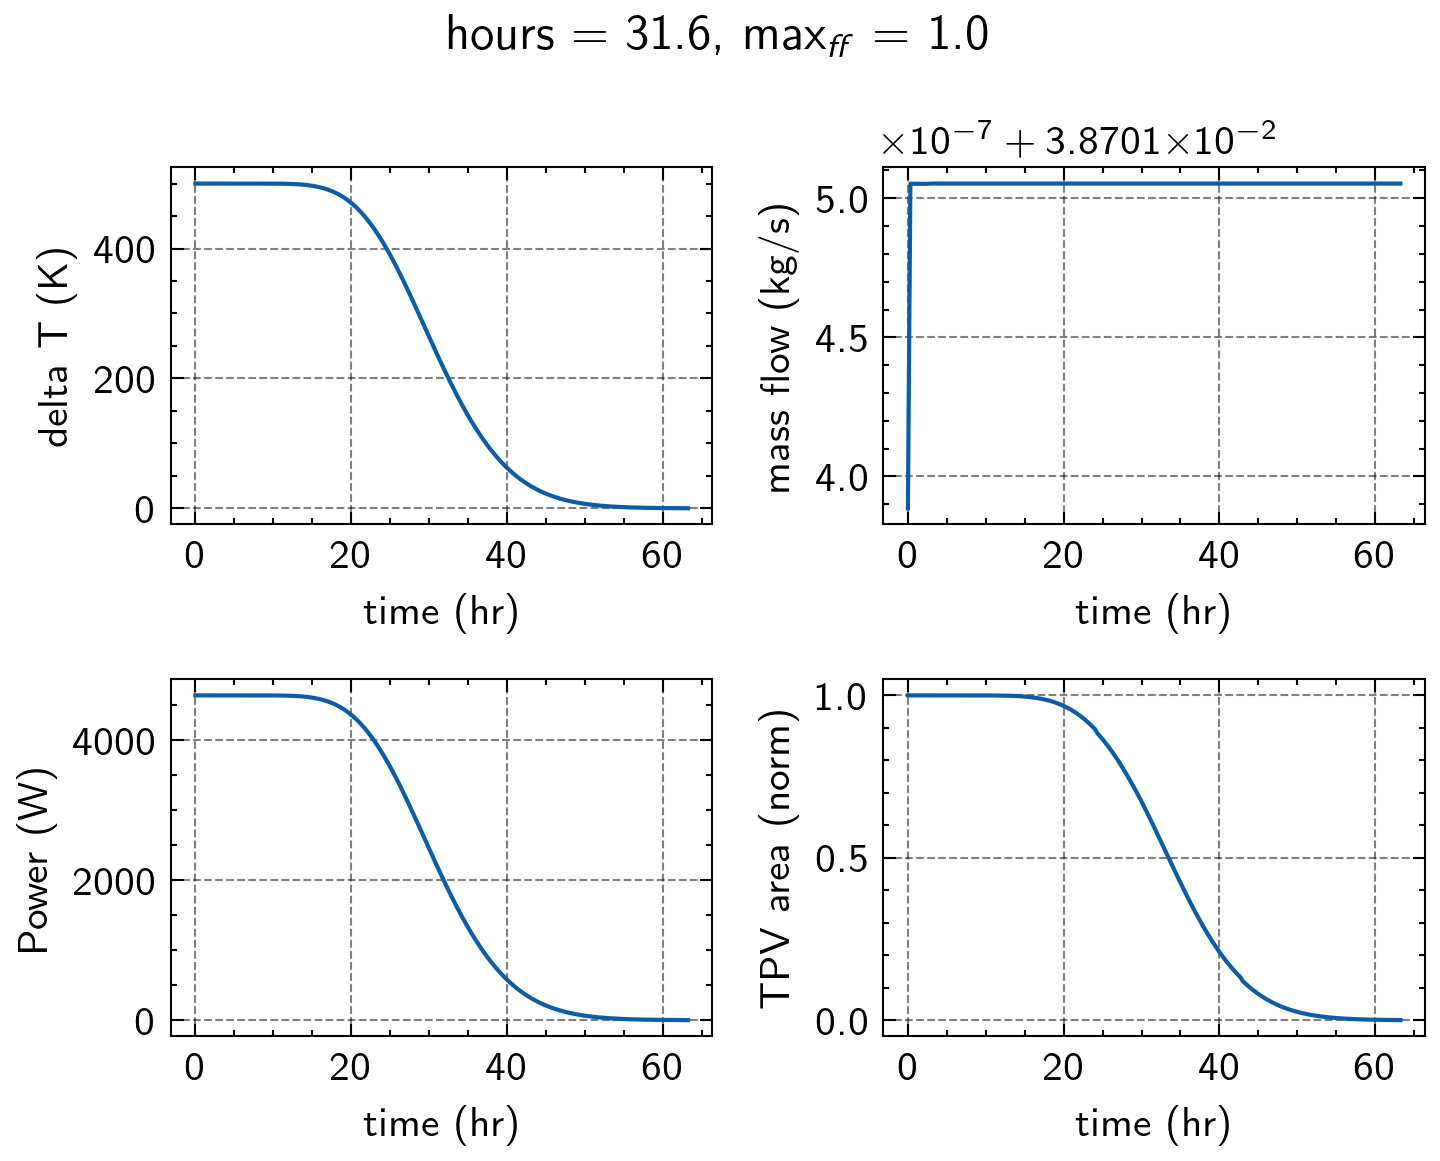 hours = 31.6, max_ff = 1.0
delta T (K)
400
200
0
0 20 40 60
time (hr)
×10⁻⁷ + 3.8701×10⁻²
mass flow (kg/s)
5.0
4.5
4.0
0 20 40 60
time (hr)
Power (W)
4000
2000
0
0 20 40 60
time (hr)
TPV area (norm)
1.0
0.5
0.0
0 20 40 60
time (hr)